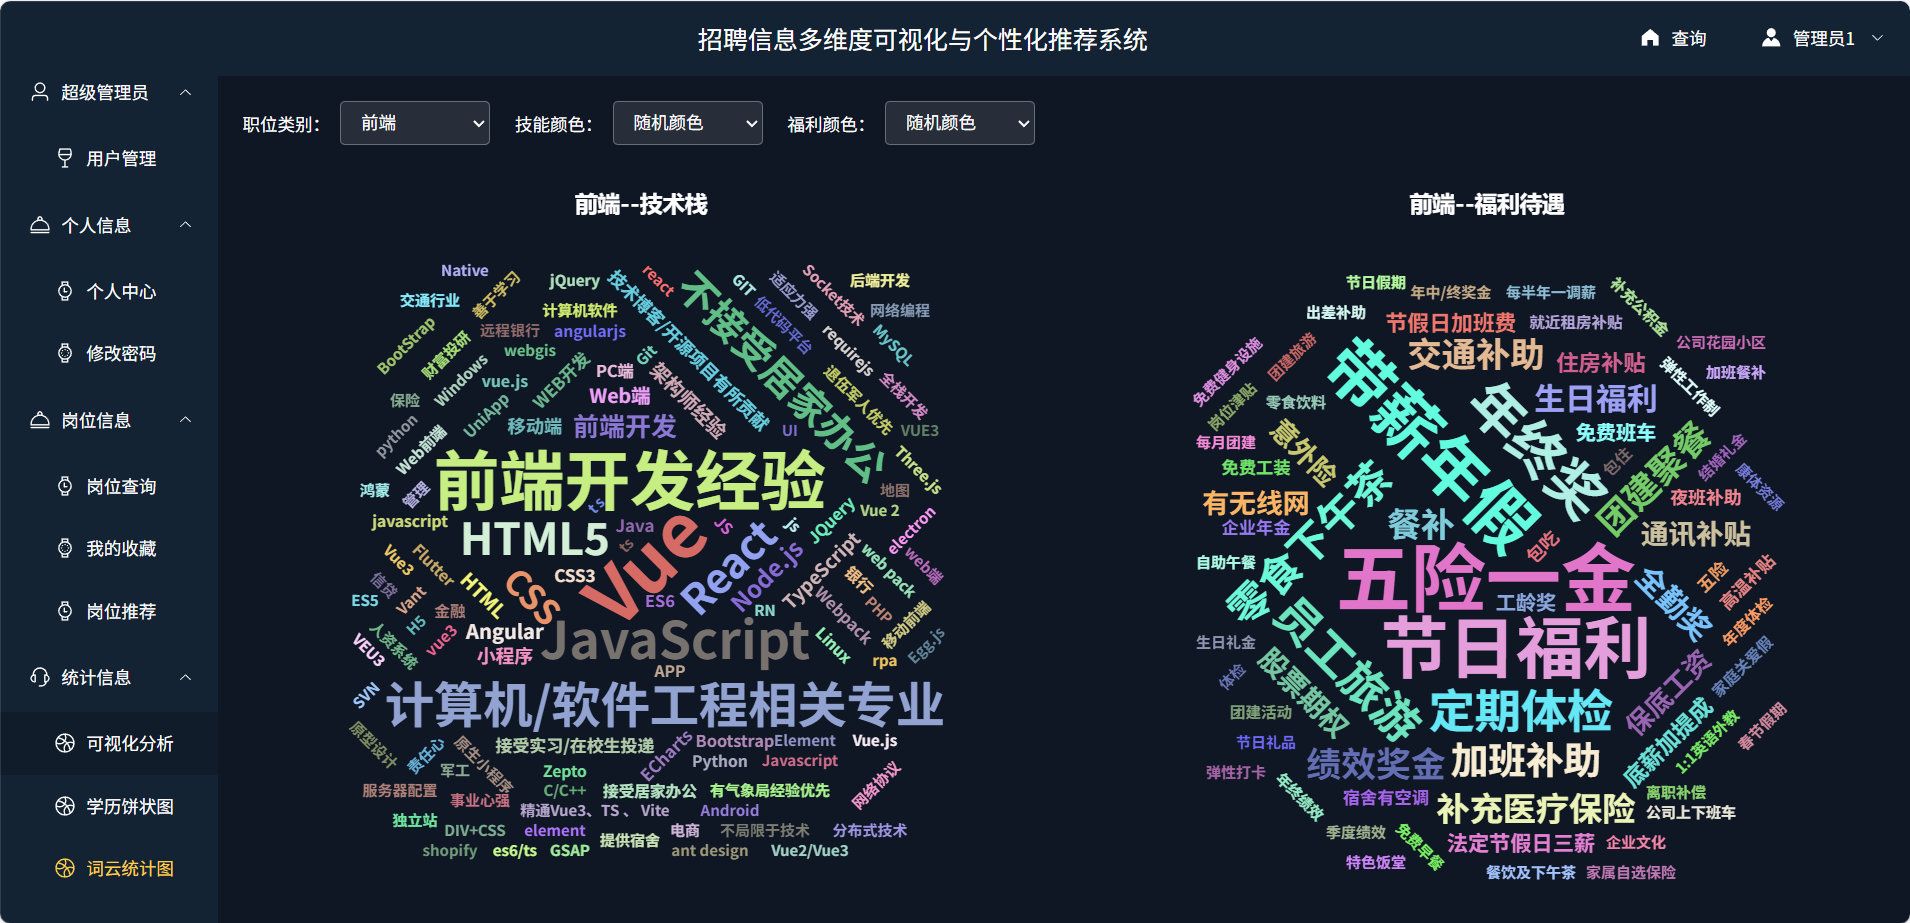 招聘信息多维度可视化与个性化推荐系统
查询
管理员1
超级管理员
用户管理
个人信息
个人中心
修改密码
岗位信息
岗位查询
我的收藏
岗位推荐
统计信息
可视化分析
学历饼状图
词云统计图
职位类别：
前端
技能颜色：
随机颜色
福利颜色：
随机颜色
前端--技术栈
Native
善于学习
jQuery
技术博客/开源项目有所贡献
react
不接受居家办公
GIT
适应力强
Socket技术
后端开发
交通行业
计算机软件
低代码平台
网络编程
BootStrap
财富投研
远程银行
angularjs
requirejs
MySQL
webgis
Git
Windows
vue.js
WEB开发
PC端
架构师经验
退伍军人优先
全栈开发
保险
UniApp
Web端
python
Web前端
移动端
前端开发
UI
VUE3
Three.js
前端开发经验
鸿蒙
管理
地图
ts
javascript
HTML5
Java
JS
js
JQuery
Vue 2
electron
Vue
React
ts
Vue3
Flutter
CSS3
Node.js
TypeScript
web pack
web端
信贷
Vant
HTML
CSS
银行
ES5
金融
ES6
RN
Webpack
PHP
移动前端
H5
人资系统
vue3
Angular
JavaScript
Linux
Egg.js
VEU3
小程序
rpa
APP
SVN
计算机/软件工程相关专业
原型设计
责任心
原生小程序
接受实习/在校生投递
ECharts
Bootstrap
Element
Vue.js
军工
Zepto
Python
Javascript
服务器配置
事业心强
C/C++
接受居家办公
有气象局经验优先
网络协议
精通Vue3、TS 、Vite
Android
独立站
DIV+CSS
element
提供宿舍
电商
不局限于技术
分布式技术
shopify
es6/ts
GSAP
ant design
Vue2/Vue3
前端--福利待遇
节日假期
年中/终奖金
每半年一调薪
补充公积金
出差补助
节假日加班费
就近租房补贴
免费健身设施
团建旅游
带薪年假
交通补助
住房补贴
公司花园小区
弹性工作制
加班餐补
岗位津贴
零食饮料
年终奖
生日福利
每月团建
意外险
免费班车
团建聚餐
结婚礼金
免费工装
包住
康体资源
有无线网
零食下午茶
夜班补助
企业年金
餐补
通讯补贴
自助午餐
包吃
五险一金
全勤奖
五险
高温补贴
工龄奖
年度体检
员工旅游
节日福利
生日礼金
体检
股票期权
保底工资
家庭关爱假
团建活动
定期体检
节日礼品
底薪加提成
1:1英语外教
春节假期
弹性打卡
绩效奖金
加班补助
年终绩效
宿舍有空调
补充医疗保险
离职补偿
公司上下班车
季度绩效
免费早餐
法定节假日三薪
企业文化
特色饭堂
餐饮及下午茶
家属自选保险